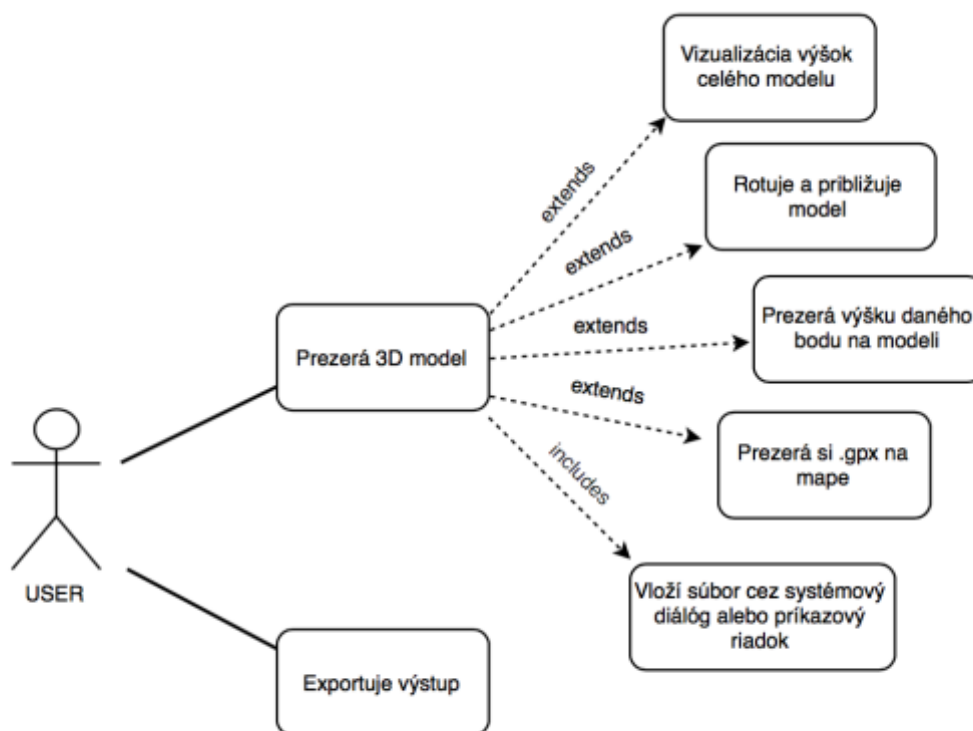 Vizualizácia výšok
celého modelu
extends
Rotuje a približuje
model
extends
Prezerá výšku daného
bodu na modeli
extends
Prezerá 3D model
extends
Prezerá si .gpx na
mape
includes
Vloží súbor cez systémový
diálóg alebo príkazový
riadok
USER
Exportuje výstup